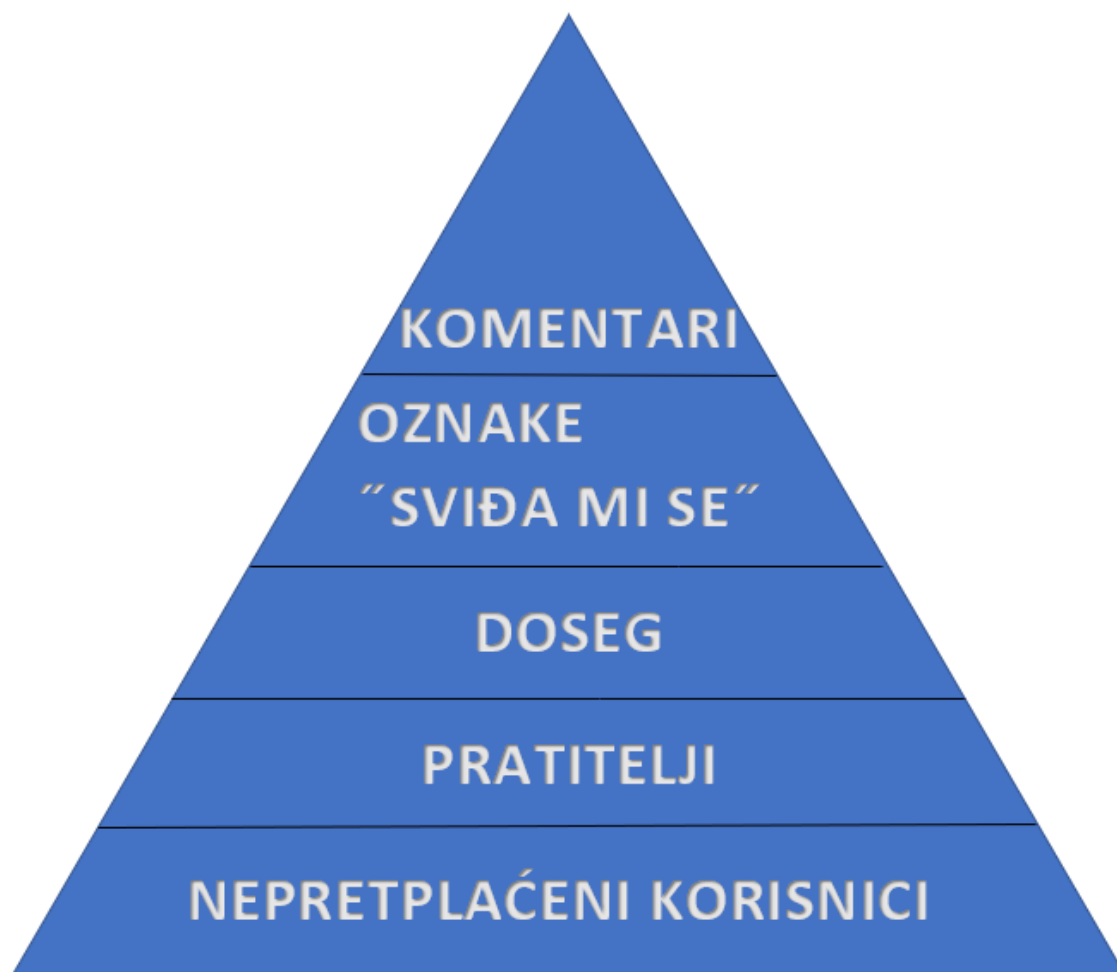 KOMENTARI
OZNAKE
˝SVIĐA MI SE˝
DOSEG
PRATITELJI
NEPRETPLAĆENI KORISNICI